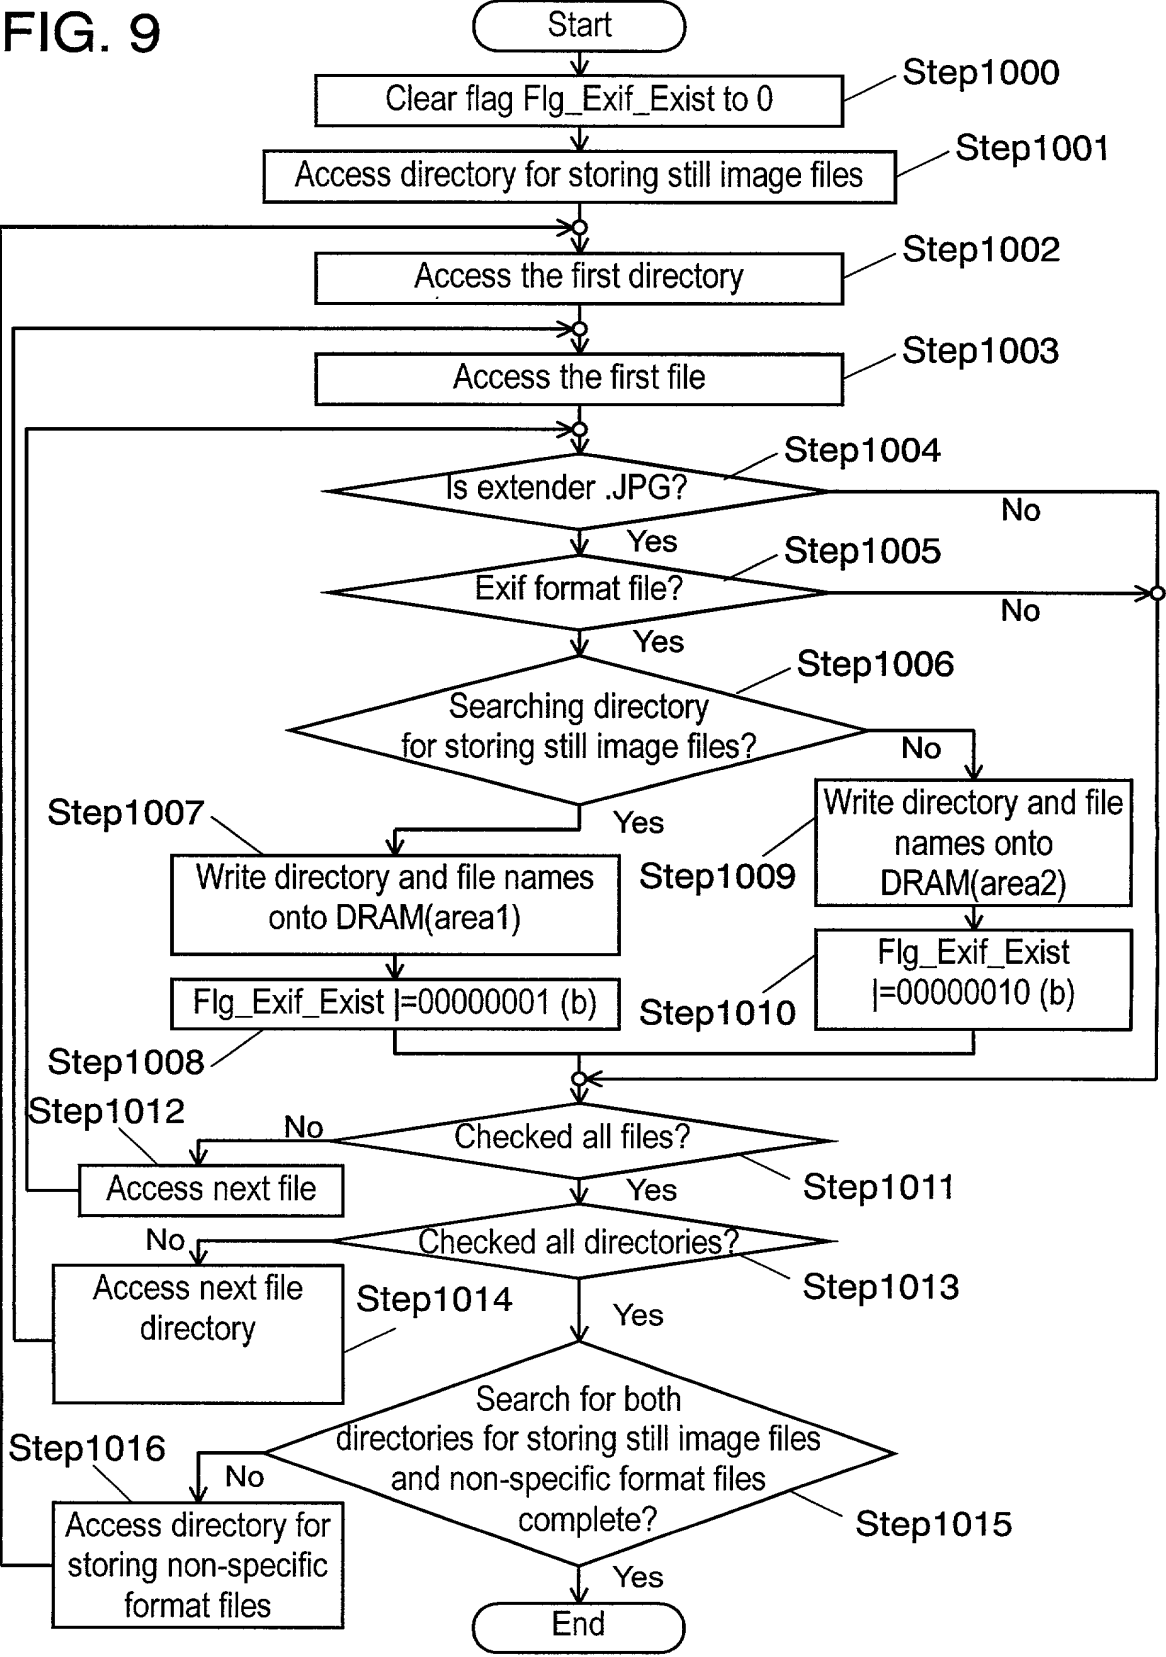 FIG. 9
Start
Step1000
Clear flag Flg_Exif_Exist to 0
Step1001
Access directory for storing still image files
Step1002
Access the first directory
Step1003
Access the first file
Step1004
Is extender .JPG?
No
Yes
Step1005
Exif format file?
No
Yes
Step1006
Searching directory
for storing still image files?
No
Yes
Step1007
Write directory and file names
onto DRAM(area1)
Step1009
Write directory and file
names onto
DRAM(area2)
Flg_Exif_Exist |=00000001 (b)
Step1008
Flg_Exif_Exist
|=00000010 (b)
Step1010
Step1012
No
Checked all files?
Step1011
Access next file
Yes
No
Checked all directories?
Step1013
Access next file
directory
Step1014
Yes
Search for both
directories for storing still image files
and non-specific format files
complete?
Step1015
Step1016
No
Access directory for
storing non-specific
format files
Yes
End